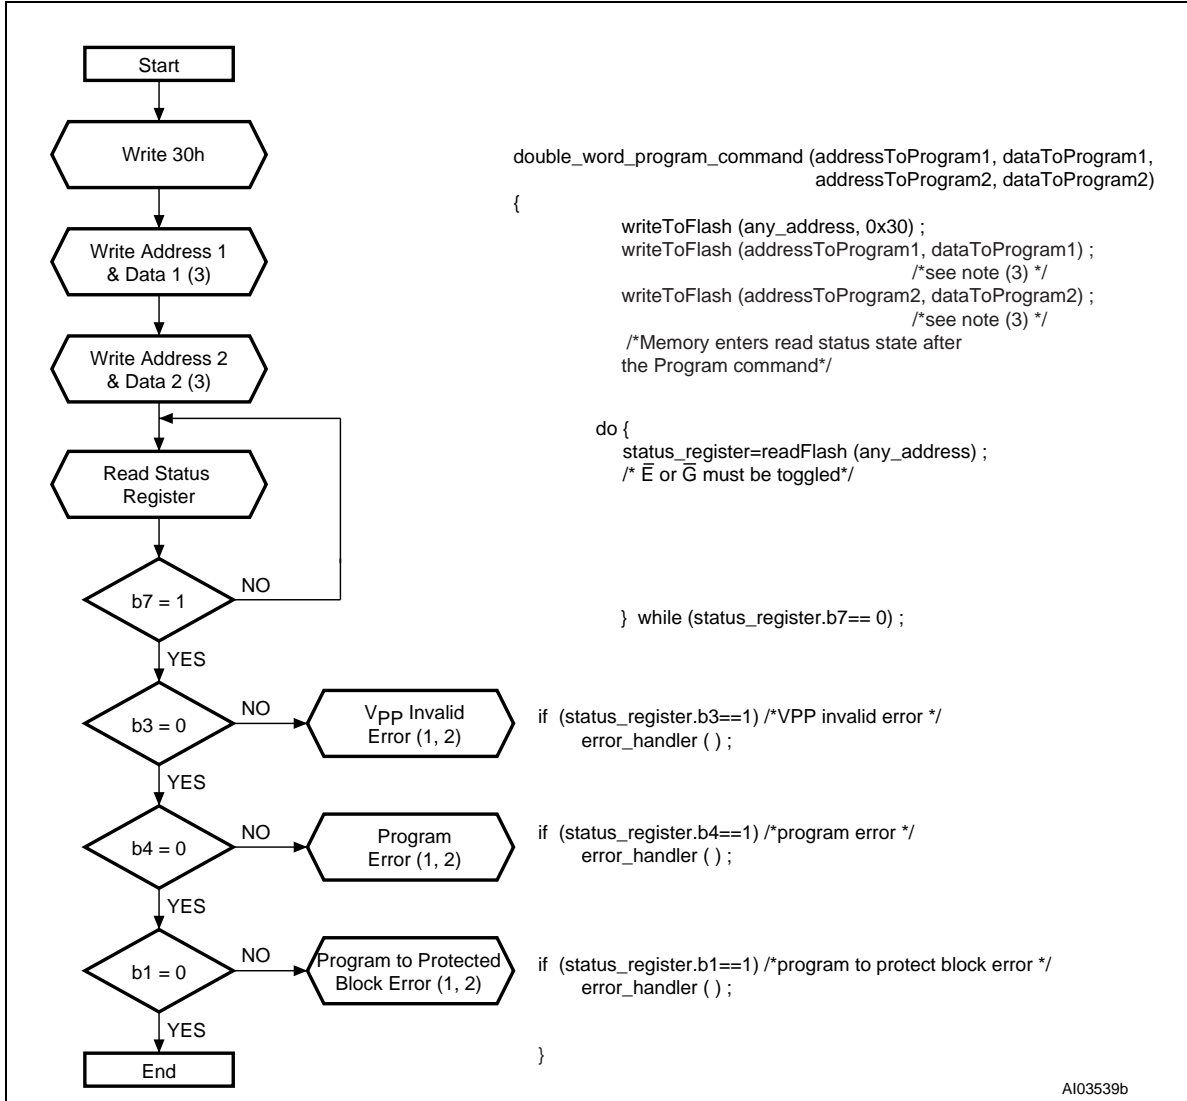 Start
Write 30h
Write Address 1
& Data 1 (3)
Write Address 2
& Data 2 (3)
Read Status
Register
b7 = 1
NO
YES
b3 = 0
NO
VPP Invalid
Error (1, 2)
YES
b4 = 0
NO
Program
Error (1, 2)
YES
b1 = 0
NO
Program to Protected
Block Error (1, 2)
YES
End
double_word_program_command (addressToProgram1, dataToProgram1,
addressToProgram2, dataToProgram2)
{
writeToFlash (any_address, 0x30) ;
writeToFlash (addressToProgram1, dataToProgram1) ;
/*see note (3) */
writeToFlash (addressToProgram2, dataToProgram2) ;
/*see note (3) */
/*Memory enters read status state after
the Program command*/
do {
status_register=readFlash (any_address) ;
/* E̅ or G̅ must be toggled*/
} while (status_register.b7== 0) ;
if (status_register.b3==1) /*VPP invalid error */
error_handler ( ) ;
if (status_register.b4==1) /*program error */
error_handler ( ) ;
if (status_register.b1==1) /*program to protect block error */
error_handler ( ) ;
}
AI03539b